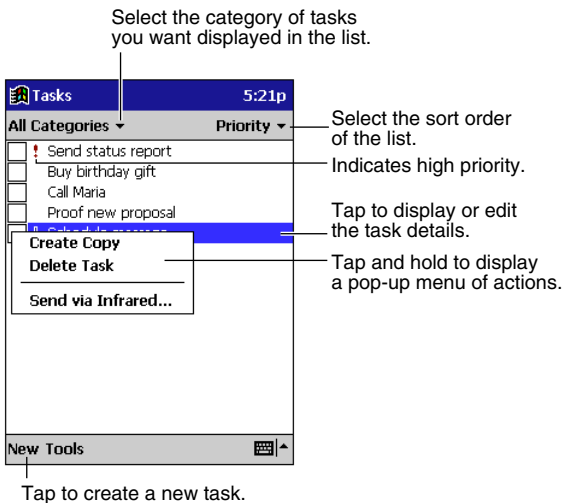 Select the category of tasks
you want displayed in the list.
Tasks 5:21p
All Categories Priority
Select the sort order
of the list.
! Send status report
Indicates high priority.
Buy birthday gift
Call Maria
Proof new proposal
Tap to display or edit
the task details.
Create Copy
Delete Task
Send via Infrared...
Tap and hold to display
a pop-up menu of actions.
New Tools
Tap to create a new task.